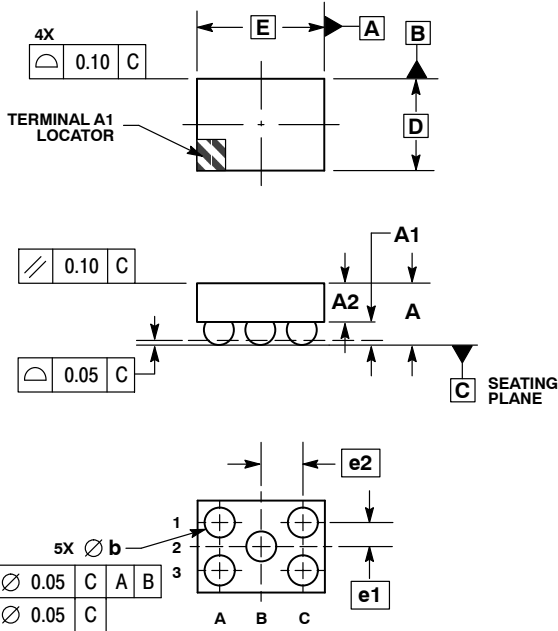 4X
⌓ 0.10 C
E
A
B
TERMINAL A1
LOCATOR
D
A1
// 0.10 C
A2
A
⌓ 0.05 C
C
SEATING
PLANE
e2
5X ∅ b
1
2
3
∅ 0.05 C A B
∅ 0.05 C
e1
A B C